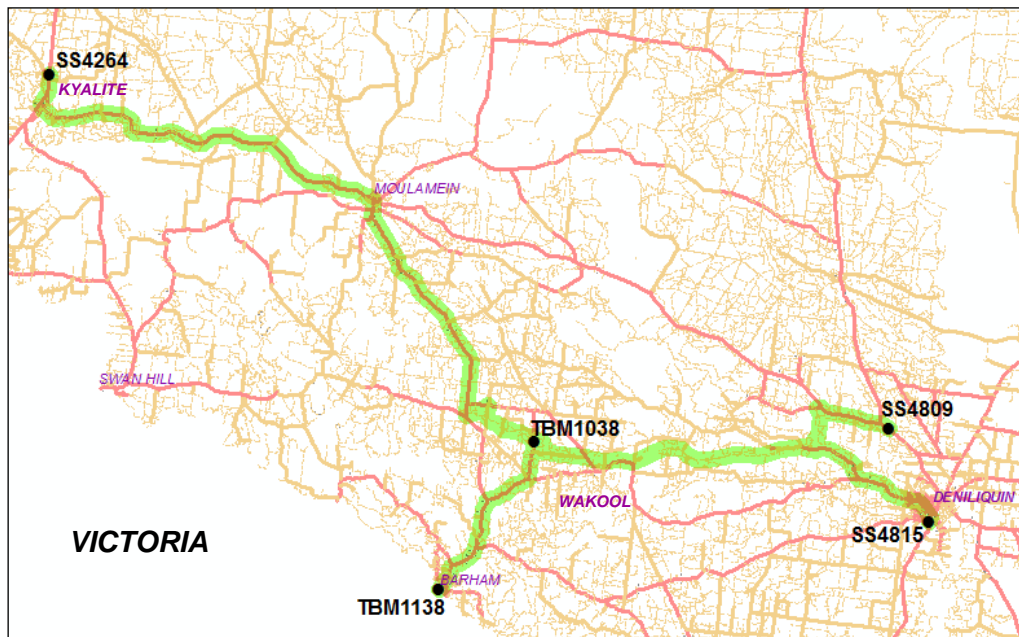 SS4264
KYALITE
MOULAMEIN
SWAN HILL
SS4809
TBM1038
WAKOOL
DENILIQUIN
SS4815
VICTORIA
BARHAM
TBM1138